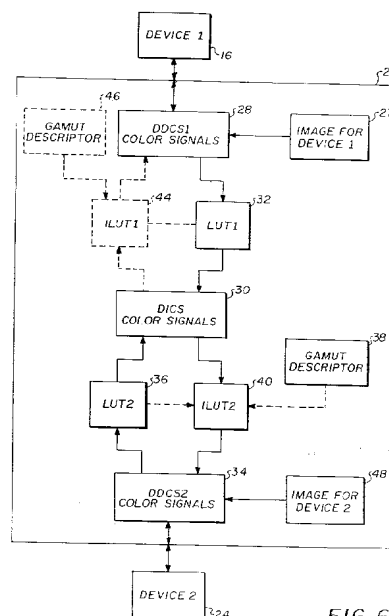 DEVICE 1
16
2
46
GAMUT
DESCRIPTOR
28
DDCS1
COLOR SIGNALS
IMAGE FOR
DEVICE 1
44
ILUT1
32
LUT1
30
DICS
COLOR SIGNALS
38
GAMUT
DESCRIPTOR
36
LUT2
40
ILUT2
34
DDCS2
COLOR SIGNALS
48
IMAGE FOR
DEVICE 2
DEVICE 2
24
FIG. 6